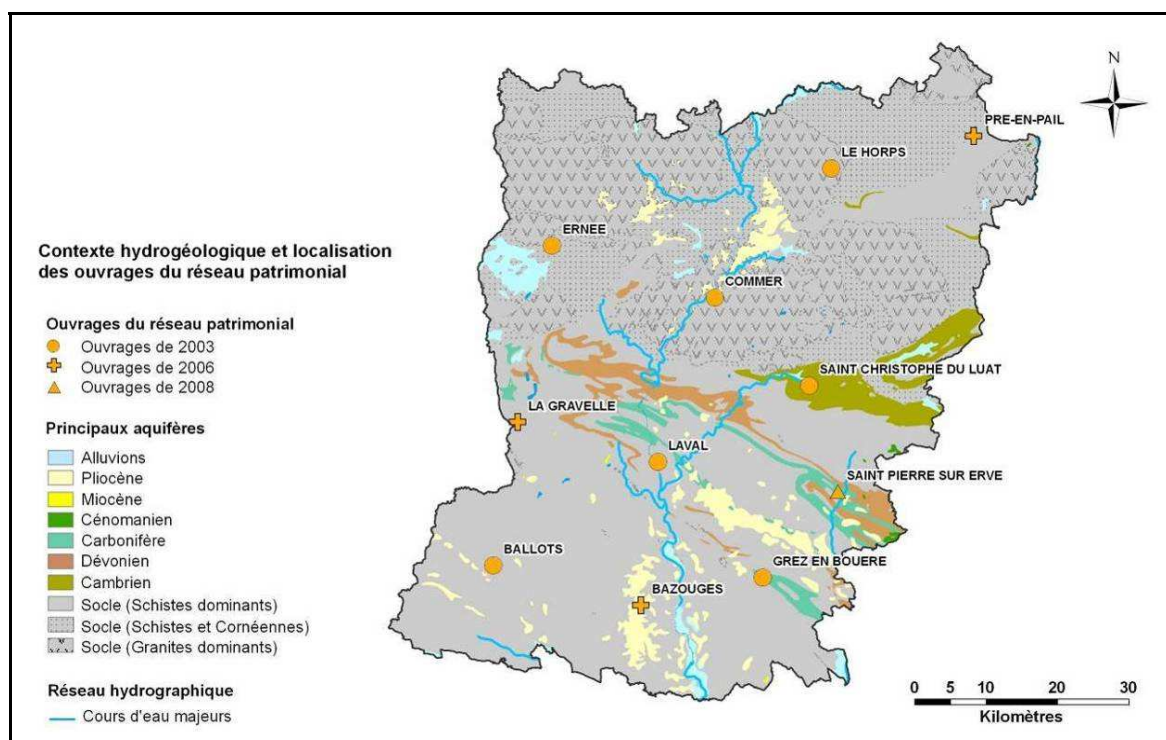 Contexte hydrogéologique et localisation
des ouvrages du réseau patrimonial
Ouvrages du réseau patrimonial
Ouvrages de 2003
Ouvrages de 2006
Ouvrages de 2008
Principaux aquifères
Alluvions
Pliocène
Miocène
Cénomanien
Carbonifère
Dévonien
Cambrien
Socle (Schistes dominants)
Socle (Schistes et Cornéennes)
Socle (Granites dominants)
Réseau hydrographique
Cours d'eau majeurs
N
PRE-EN-PAIL
LE HORPS
ERNEE
COMMER
SAINT CHRISTOPHE DU LUAT
LA GRAVELLE
LAVAL
SAINT PIERRE SUR ERVE
BALLOTS
GREZ EN BOUERE
BAZOUGES
0 5 10 20 30
Kilomètres